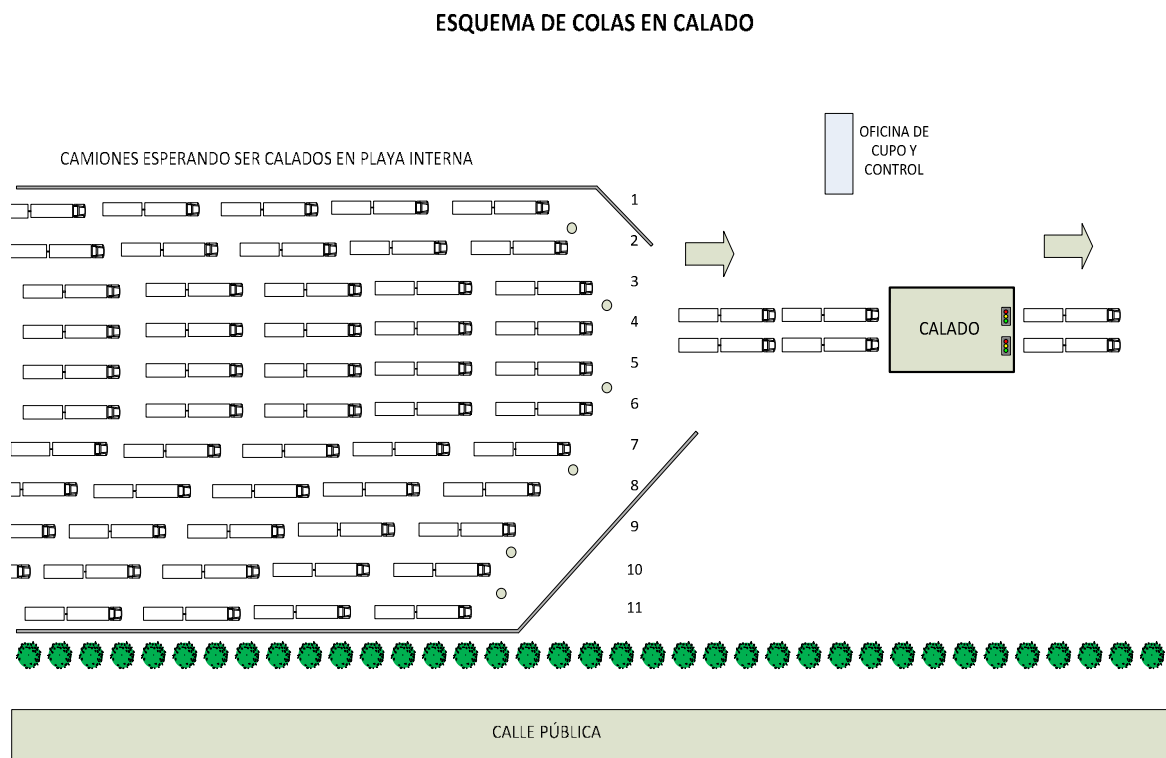 ESQUEMA DE COLAS EN CALADO
OFICINA DE
CUPO Y
CONTROL
CAMIONES ESPERANDO SER CALADOS EN PLAYA INTERNA
1
2
3
4
5
6
7
8
9
10
11
CALADO
CALLE PÚBLICA